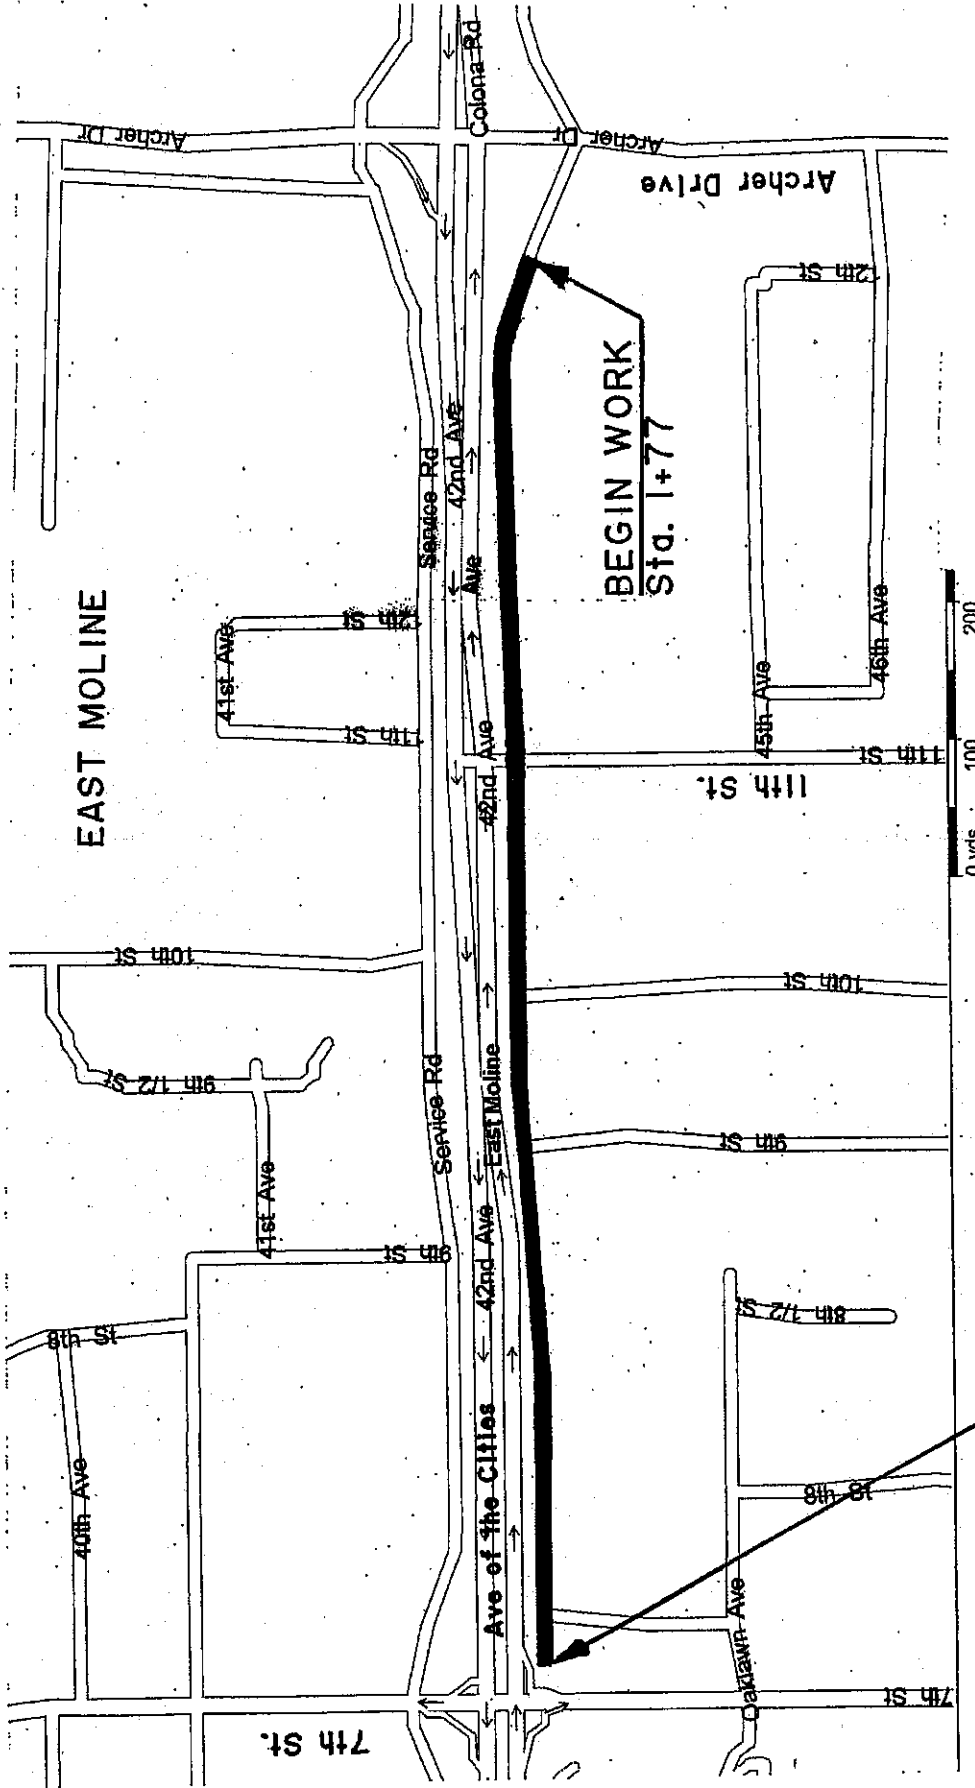 EAST MOLINE
Archer Dr
Colona Rd
Archer Dr
Archer Dr
Archer Drive
12th St
BEGIN WORK
Sta. 1+77
Service Rd
42nd Ave
Ave
12th St
41st Ave
11th St
42nd Ave
45th Ave
46th Ave
11th St
11th St.
10th St
10th St
9th 1/2 St
Service Rd
East Moline
9th St
41st Ave
9th St
42nd Ave
8th St
8th 1/2 St
40th Ave
Ave of the Cities
8th St
Oaklawn Ave
7th St
7th St.
0 yds
100
200